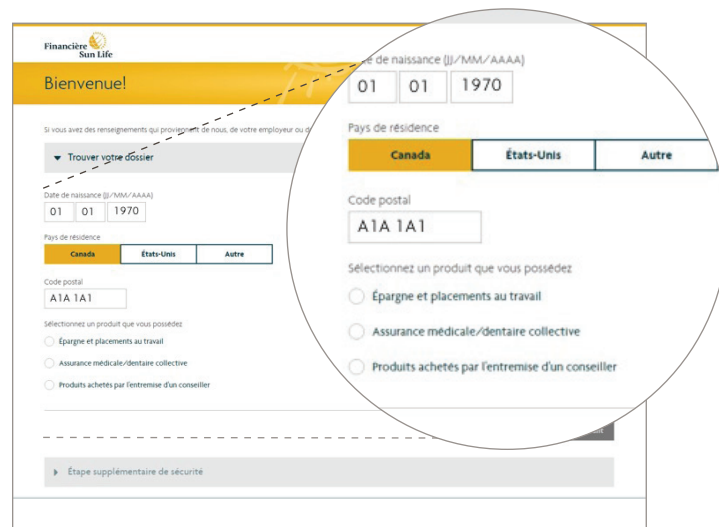 Financière
Sun Life
Bienvenue!
Si vous avez des renseignements qui proviennent de nous, de votre employeur ou
Trouver votre dossier
Date de naissance (JJ/MM/AAAA)
01 01 1970
Pays de résidence
Canada États-Unis Autre
Code postal
A1A 1A1
Sélectionnez un produit que vous possédez
Épargne et placements au travail
Assurance médicale/dentaire collective
Produits achetés par l'entremise d'un conseiller
Étape supplémentaire de sécurité
de naissance (JJ/MM/AAAA)
01 01 1970
Pays de résidence
Canada États-Unis Autre
Code postal
A1A 1A1
Sélectionnez un produit que vous possédez
Épargne et placements au travail
Assurance médicale/dentaire collective
Produits achetés par l'entremise d'un conseiller